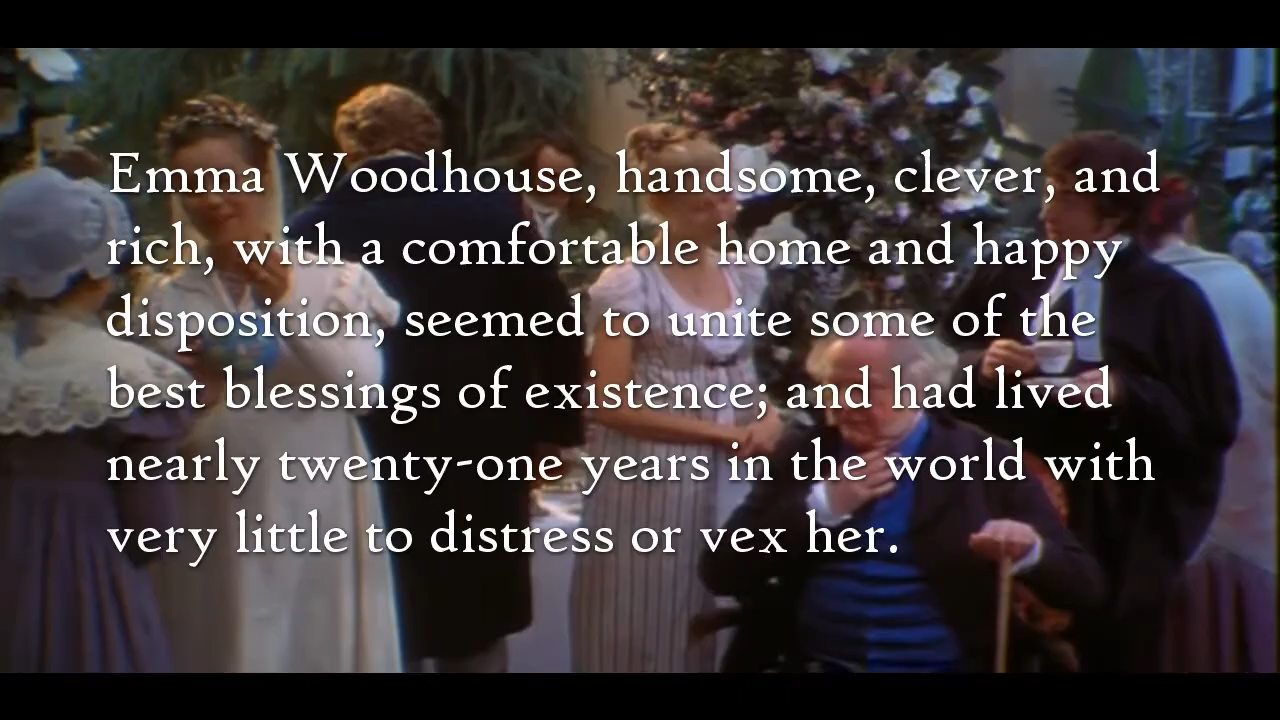 Emma Woodhouse, handsome, clever, and
rich, with a comfortable home and happy
disposition, seemed to unite some of the
best blessings of existence; and had lived
nearly twenty-one years in the world with
very little to distress or vex her.